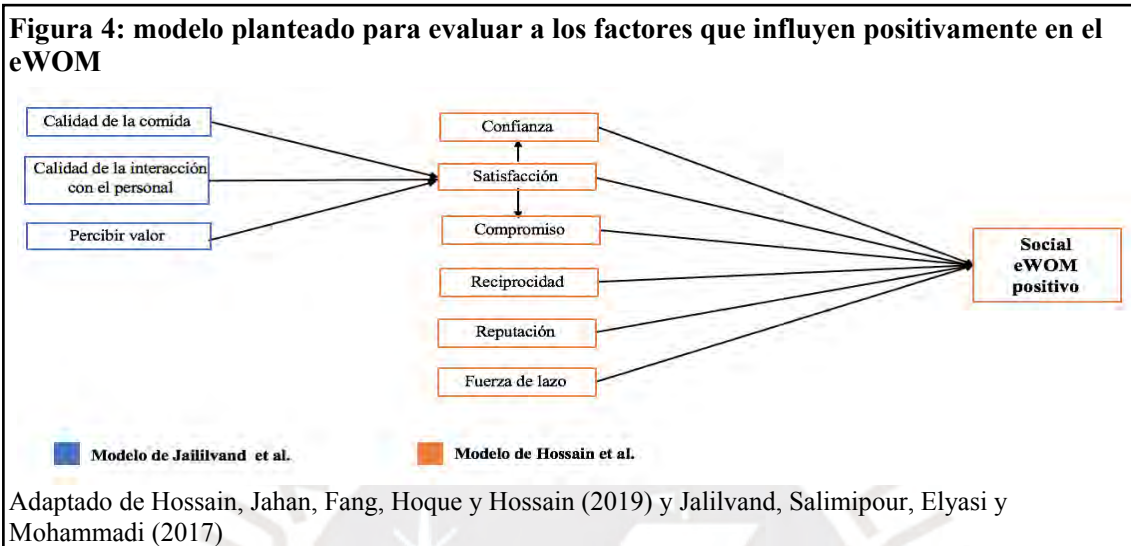 Figura 4: modelo planteado para evaluar a los factores que influyen positivamente en el
eWOM
Calidad de la comida
Calidad de la interacción
con el personal
Percibir valor
Confianza
Satisfacción
Compromiso
Reciprocidad
Reputación
Fuerza de lazo
Social
eWOM
positivo
Modelo de Jaililvand et al.
Modelo de Hossain et al.
Adaptado de Hossain, Jahan, Fang, Hoque y Hossain (2019) y Jalilvand, Salimipour, Elyasi y
Mohammadi (2017)